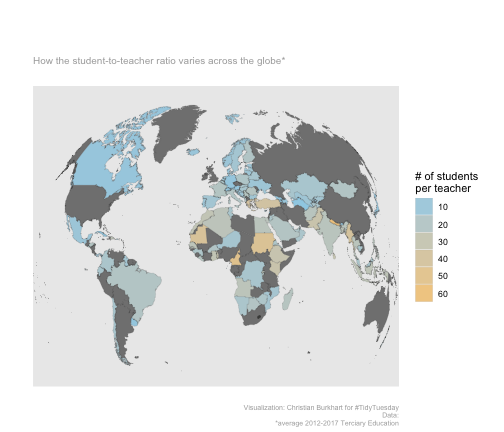 How the student-to-teacher ratio varies across the globe*
# of students
per teacher
10
20
30
40
50
60
Visualization: Christian Burkhart for #TidyTuesday
Data:
*average 2012-2017 Terciary Education